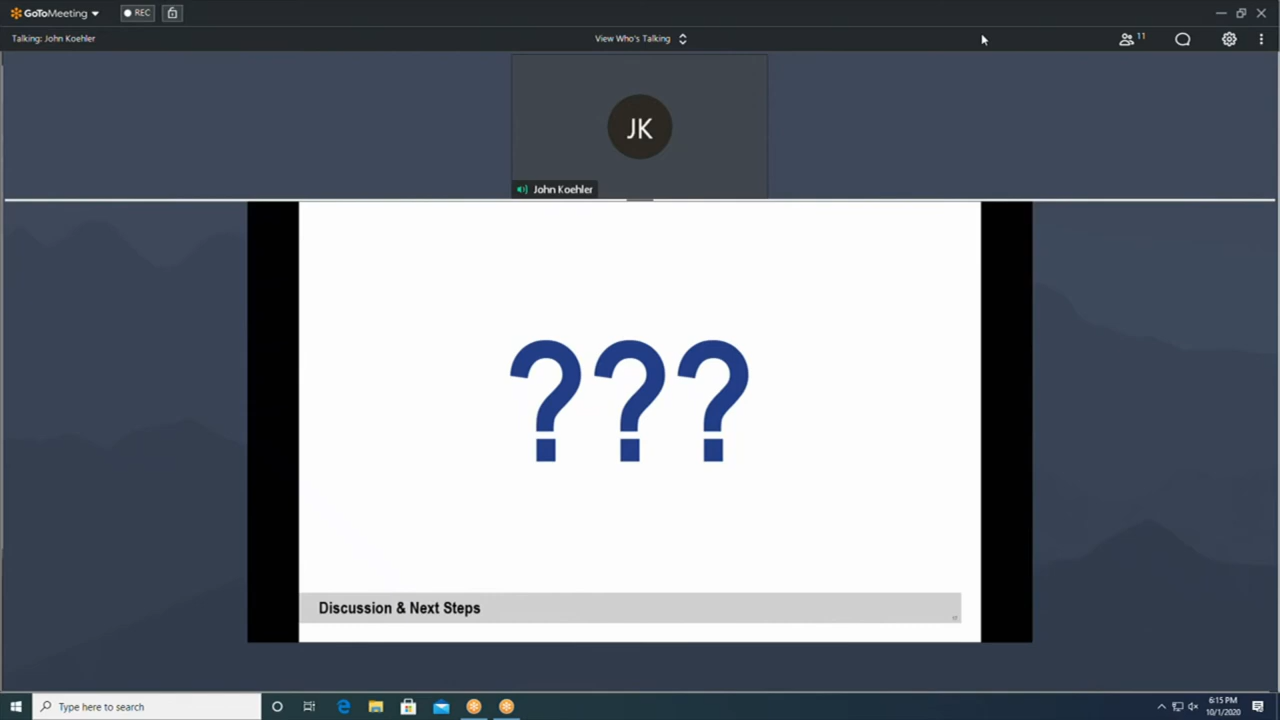 GoToMeeting
REC
Talking: John Koehler
View Who's Talking
11
JK
John Koehler
???
Discussion & Next Steps
Type here to search
6:15 PM
10/1/2020